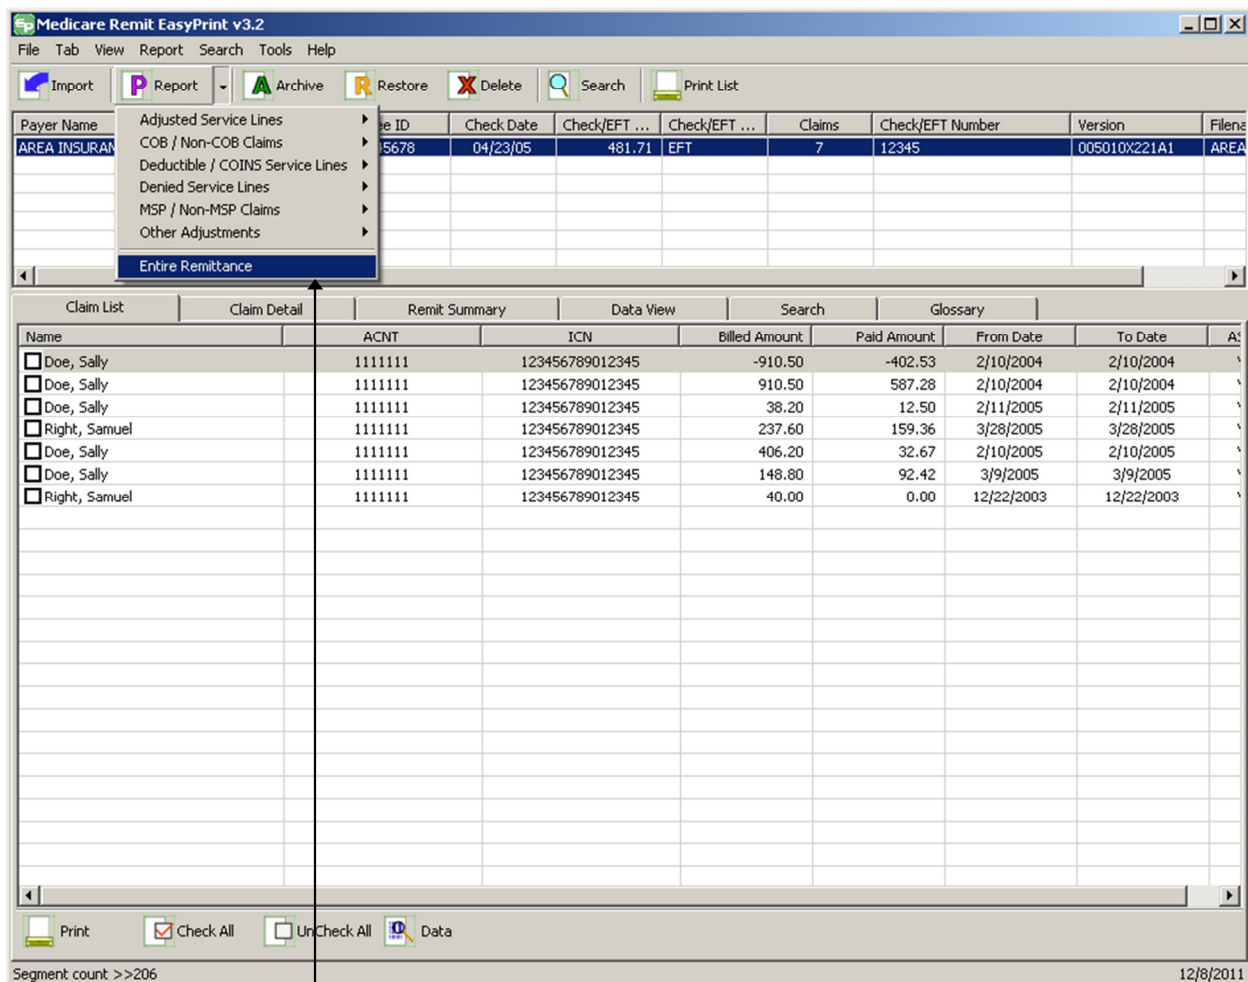 Medicare Remit EasyPrint v3.2
File Tab View Report Search Tools Help
Import Report Archive Restore Delete Search Print List
Payer Name ee ID Check Date Check/EFT ... Check/EFT ... Claims Check/EFT Number Version Filena
AREA INSURAN 45678 04/23/05 481.71 EFT 7 12345 005010X221A1 AREA
Adjusted Service Lines
COB / Non-COB Claims
Deductible / COINS Service Lines
Denied Service Lines
MSP / Non-MSP Claims
Other Adjustments
Entire Remittance
Claim List Claim Detail Remit Summary Data View Search Glossary
Name ACNT ICN Billed Amount Paid Amount From Date To Date AS
Doe, Sally 1111111 123456789012345 -910.50 -402.53 2/10/2004 2/10/2004 Y
Doe, Sally 1111111 123456789012345 910.50 587.28 2/10/2004 2/10/2004 Y
Doe, Sally 1111111 123456789012345 38.20 12.50 2/11/2005 2/11/2005 Y
Right, Samuel 1111111 123456789012345 237.60 159.36 3/28/2005 3/28/2005 Y
Doe, Sally 1111111 123456789012345 406.20 32.67 2/10/2005 2/10/2005 Y
Doe, Sally 1111111 123456789012345 148.80 92.42 3/9/2005 3/9/2005 Y
Right, Samuel 1111111 123456789012345 40.00 0.00 12/22/2003 12/22/2003 Y
Print Check All UnCheck All Data
Segment count >>206 12/8/2011